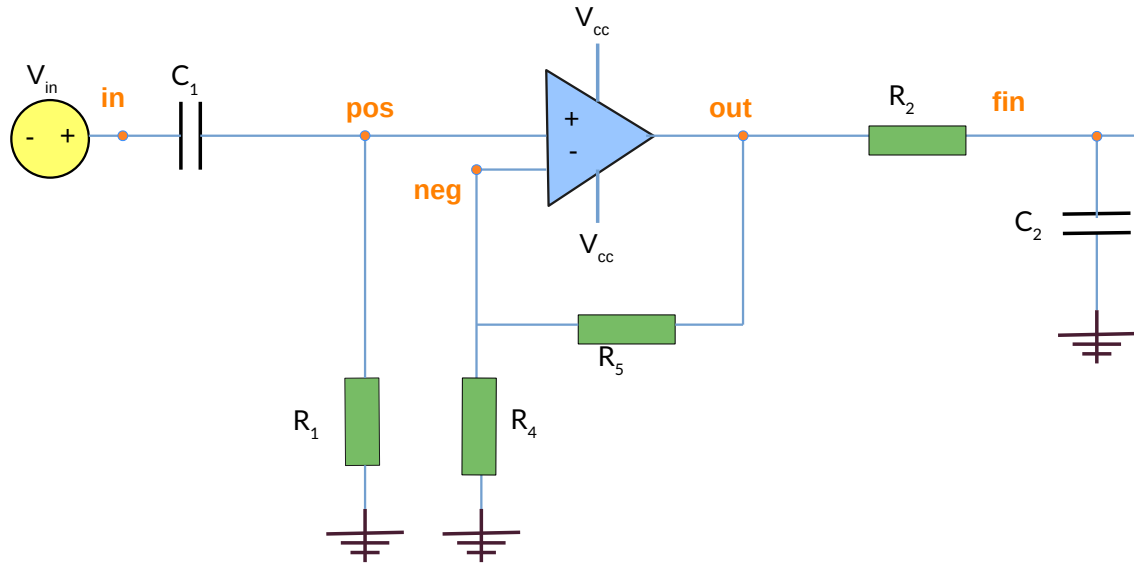 Vcc
Vin
C1
in
- +
pos
+
-
neg
out
R2
fin
Vcc
C2
R5
R1
R4